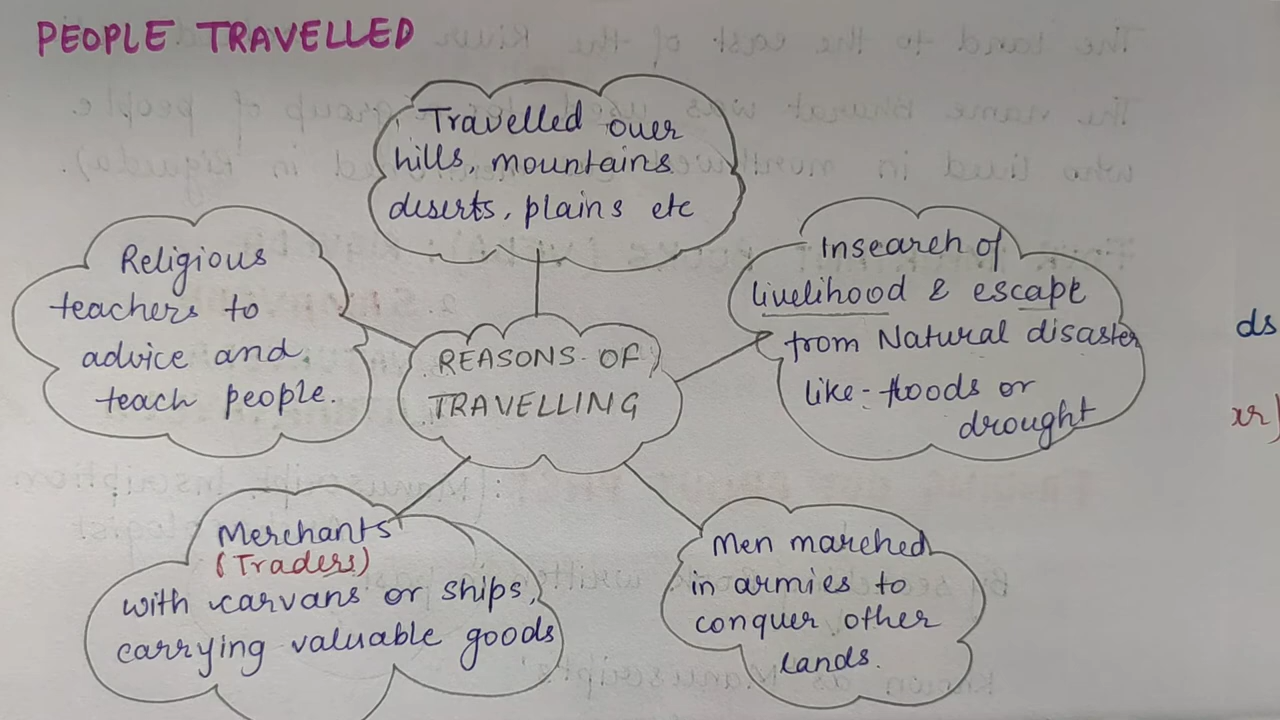 PEOPLE TRAVELLED
Travelled over
hills, mountains
deserts, plains etc
Religious
teachers to
advice and
teach people.
REASONS OF
TRAVELLING
Insearch of
livelihood & escape
from Natural disaster
like - floods or
drought
ds
xr)
Merchants
(Traders)
with carvans or ships,
carrying valuable goods
Men marched
in armies to
conquer other
lands.